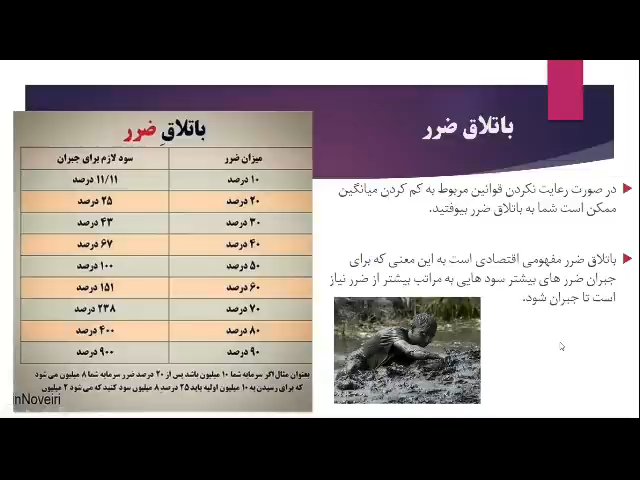 باتلاق ضرر
در صورت رعایت نکردن قوانین مربوط به کم کردن میانگین
ممکن است شما به باتلاق ضرر بیوفتید.
باتلاق ضرر مفهومی اقتصادی است به این معنی که برای
جبران ضرر های بیشتر سود هایی به مراتب بیشتر از ضرر نیاز
است تا جبران شود.
باتلاقِ ضرر
میزان ضرر سود لازم برای جبران
۱۰ درصد ۱۱/۱۱ درصد
۲۰ درصد ۲۵ درصد
۳۰ درصد ۴۳ درصد
۴۰ درصد ۶۷ درصد
۵۰ درصد ۱۰۰ درصد
۶۰ درصد ۱۵۱ درصد
۷۰ درصد ۲۳۸ درصد
۸۰ درصد ۴۰۰ درصد
۹۰ درصد ۹۰۰ درصد
بعنوان مثال اگر سرمایه شما ۱۰ میلیون باشد پس از ۲۰ درصد ضرر سرمایه شما ۸ میلیون می شود
که برای رسیدن به ۱۰ میلیون اولیه باید ۲۵ درصدِ ۸ میلیون سود کنید که می شود ۲ میلیون
nNoveiri